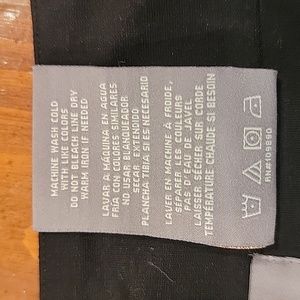 MACHINE WASH COLD
WITH LIKE COLORS
DO NOT BLEACH LINE DRY
WARM IRON IF NEEDED
LAVAR A MÁQUINA EN AGUA
FRÍA CON COLORES SIMILARES
NO USAR BLANQUEADOR
SECAR EXTENDIDO
PLANCHA TIBIA SI ES NECESARIO
LAVER EN MACHINE À FROIDE,
SÉPARER LES COULEURS
PAS D'EAU DE JAVEL
LAISSER SÉCHER SUR CORDE
TEMPÉRATURE CHAUDE SI BESOIN
RN#109890